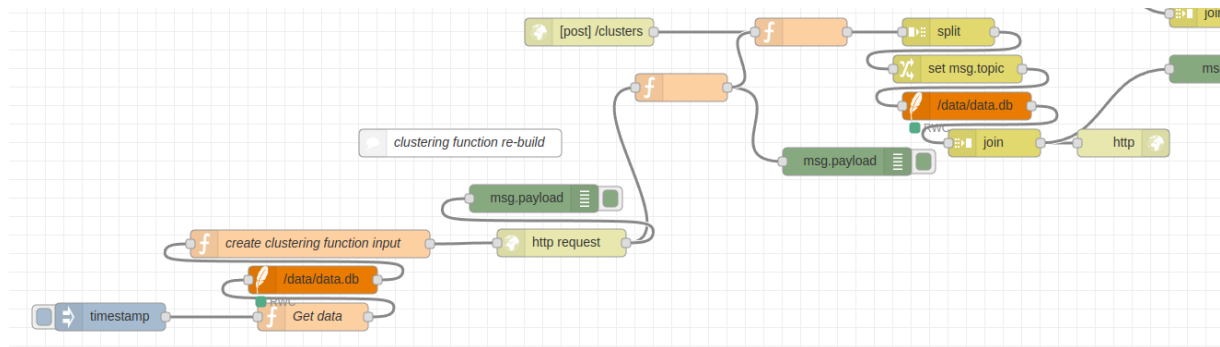 join
[post] /clusters
split
set msg.topic
/data/data.db
RWC
join
http
msg.payload
clustering function re-build
msg.payload
create clustering function input
http request
/data/data.db
RWC
timestamp
Get data